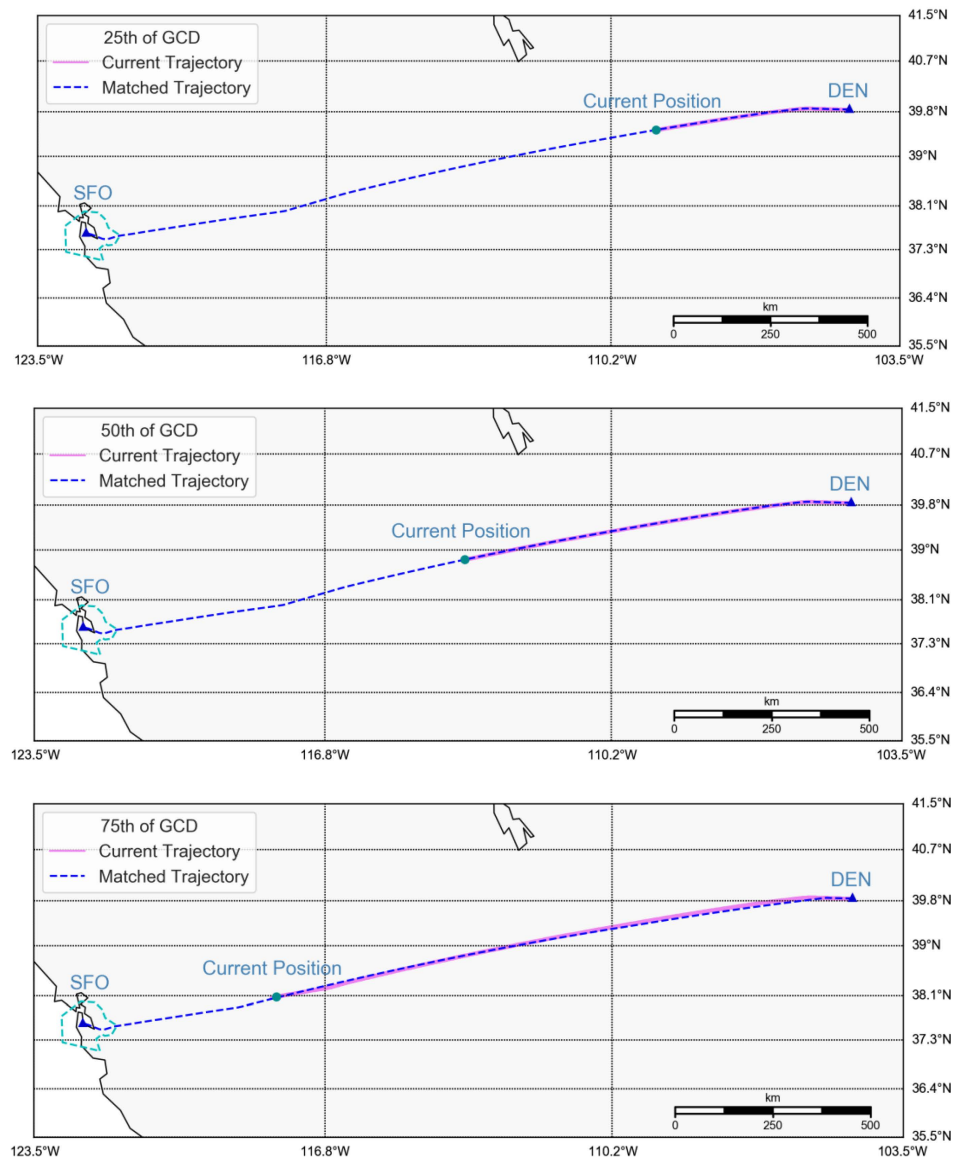 25th of GCD
Current Trajectory
Matched Trajectory
Current Position
DEN
SFO
41.5°N
40.7°N
39.8°N
39°N
38.1°N
37.3°N
36.4°N
35.5°N
km
0 250 500
123.5°W 116.8°W 110.2°W 103.5°W
50th of GCD
Current Trajectory
Matched Trajectory
Current Position
DEN
SFO
41.5°N
40.7°N
39.8°N
39°N
38.1°N
37.3°N
36.4°N
35.5°N
km
0 250 500
123.5°W 116.8°W 110.2°W 103.5°W
75th of GCD
Current Trajectory
Matched Trajectory
Current Position
DEN
SFO
41.5°N
40.7°N
39.8°N
39°N
38.1°N
37.3°N
36.4°N
35.5°N
km
0 250 500
123.5°W 116.8°W 110.2°W 103.5°W